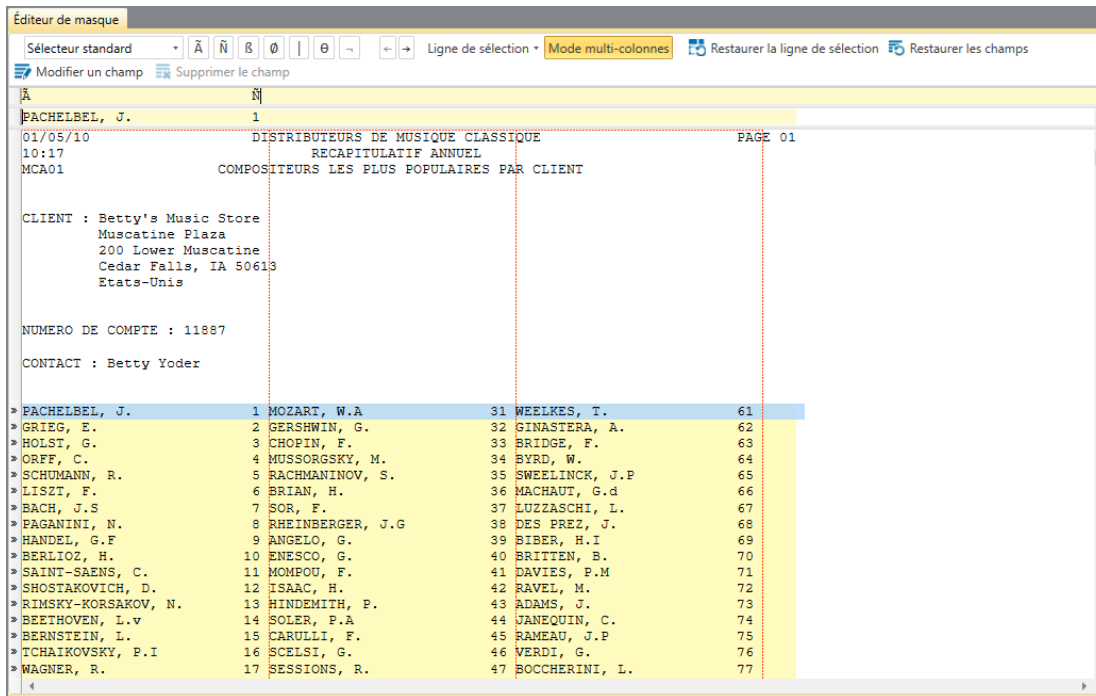 Éditeur de masque
Sélecteur standard Ã Ñ ß Ø | θ ¬ ← → Ligne de sélection Mode multi-colonnes Restaurer la ligne de sélection Restaurer les champs
Modifier un champ Supprimer le champ
Ã Ñ
PACHELBEL, J. 1
01/05/10 DISTRIBUTEURS DE MUSIQUE CLASSIQUE PAGE 01
10:17 RECAPITULATIF ANNUEL
MCA01 COMPOSITEURS LES PLUS POPULAIRES PAR CLIENT
CLIENT : Betty's Music Store
Muscatine Plaza
200 Lower Muscatine
Cedar Falls, IA 50613
Etats-Unis
NUMERO DE COMPTE : 11887
CONTACT : Betty Yoder
» PACHELBEL, J. 1 MOZART, W.A 31 WEELKES, T. 61
» GRIEG, E. 2 GERSHWIN, G. 32 GINASTERA, A. 62
» HOLST, G. 3 CHOPIN, F. 33 BRIDGE, F. 63
» ORFF, C. 4 MUSSORGSKY, M. 34 BYRD, W. 64
» SCHUMANN, R. 5 RACHMANINOV, S. 35 SWEELINCK, J.P 65
» LISZT, F. 6 BRIAN, H. 36 MACHAUT, G.d 66
» BACH, J.S 7 SOR, F. 37 LUZZASCHI, L. 67
» PAGANINI, N. 8 RHEINBERGER, J.G 38 DES PREZ, J. 68
» HANDEL, G.F 9 ANGELO, G. 39 BIBER, H.I 69
» BERLIOZ, H. 10 ENESCO, G. 40 BRITTEN, B. 70
» SAINT-SAENS, C. 11 MOMPOU, F. 41 DAVIES, P.M 71
» SHOSTAKOVICH, D. 12 ISAAC, H. 42 RAVEL, M. 72
» RIMSKY-KORSAKOV, N. 13 HINDEMITH, P. 43 ADAMS, J. 73
» BEETHOVEN, L.v 14 SOLER, P.A 44 JANEQUIN, C. 74
» BERNSTEIN, L. 15 CARULLI, F. 45 RAMEAU, J.P 75
» TCHAIKOVSKY, P.I 16 SCELSI, G. 46 VERDI, G. 76
» WAGNER, R. 17 SESSIONS, R. 47 BOCCHERINI, L. 77